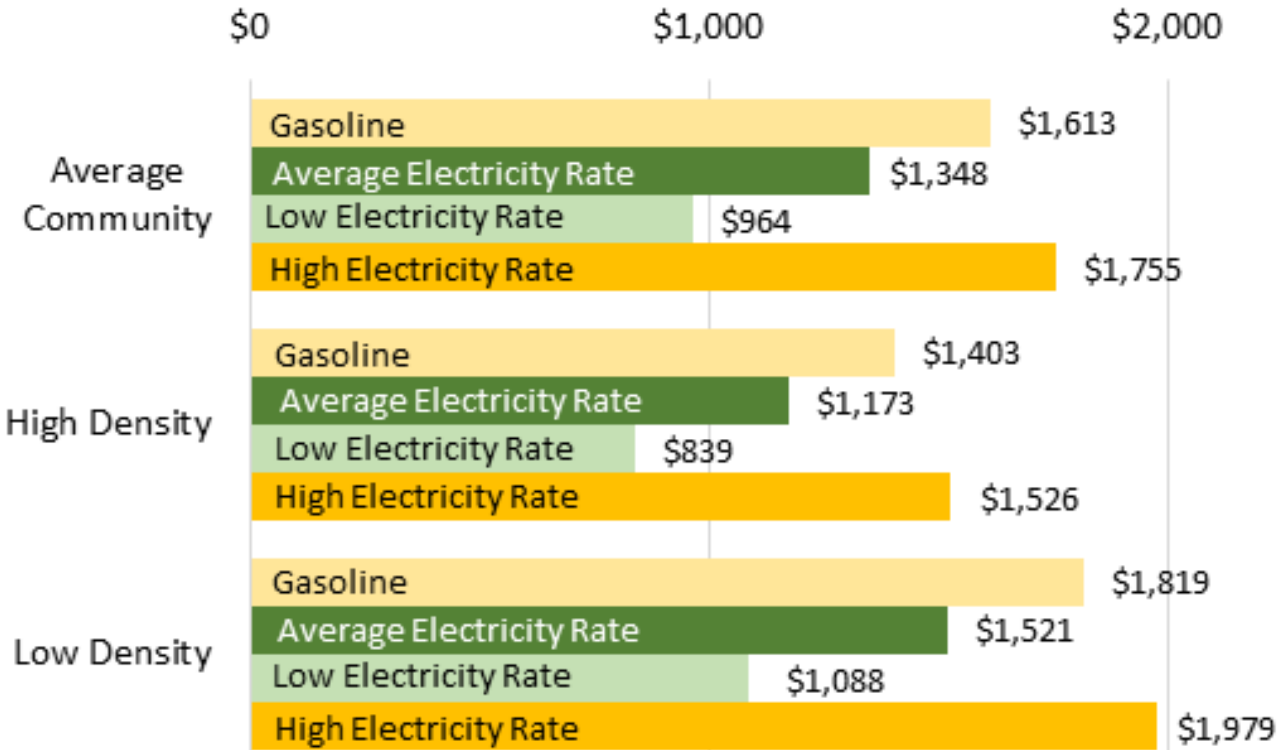 $0 $1,000 $2,000
Average
Community
Gasoline $1,613
Average Electricity Rate $1,348
Low Electricity Rate $964
High Electricity Rate $1,755
High Density
Gasoline $1,403
Average Electricity Rate $1,173
Low Electricity Rate $839
High Electricity Rate $1,526
Low Density
Gasoline $1,819
Average Electricity Rate $1,521
Low Electricity Rate $1,088
High Electricity Rate $1,979